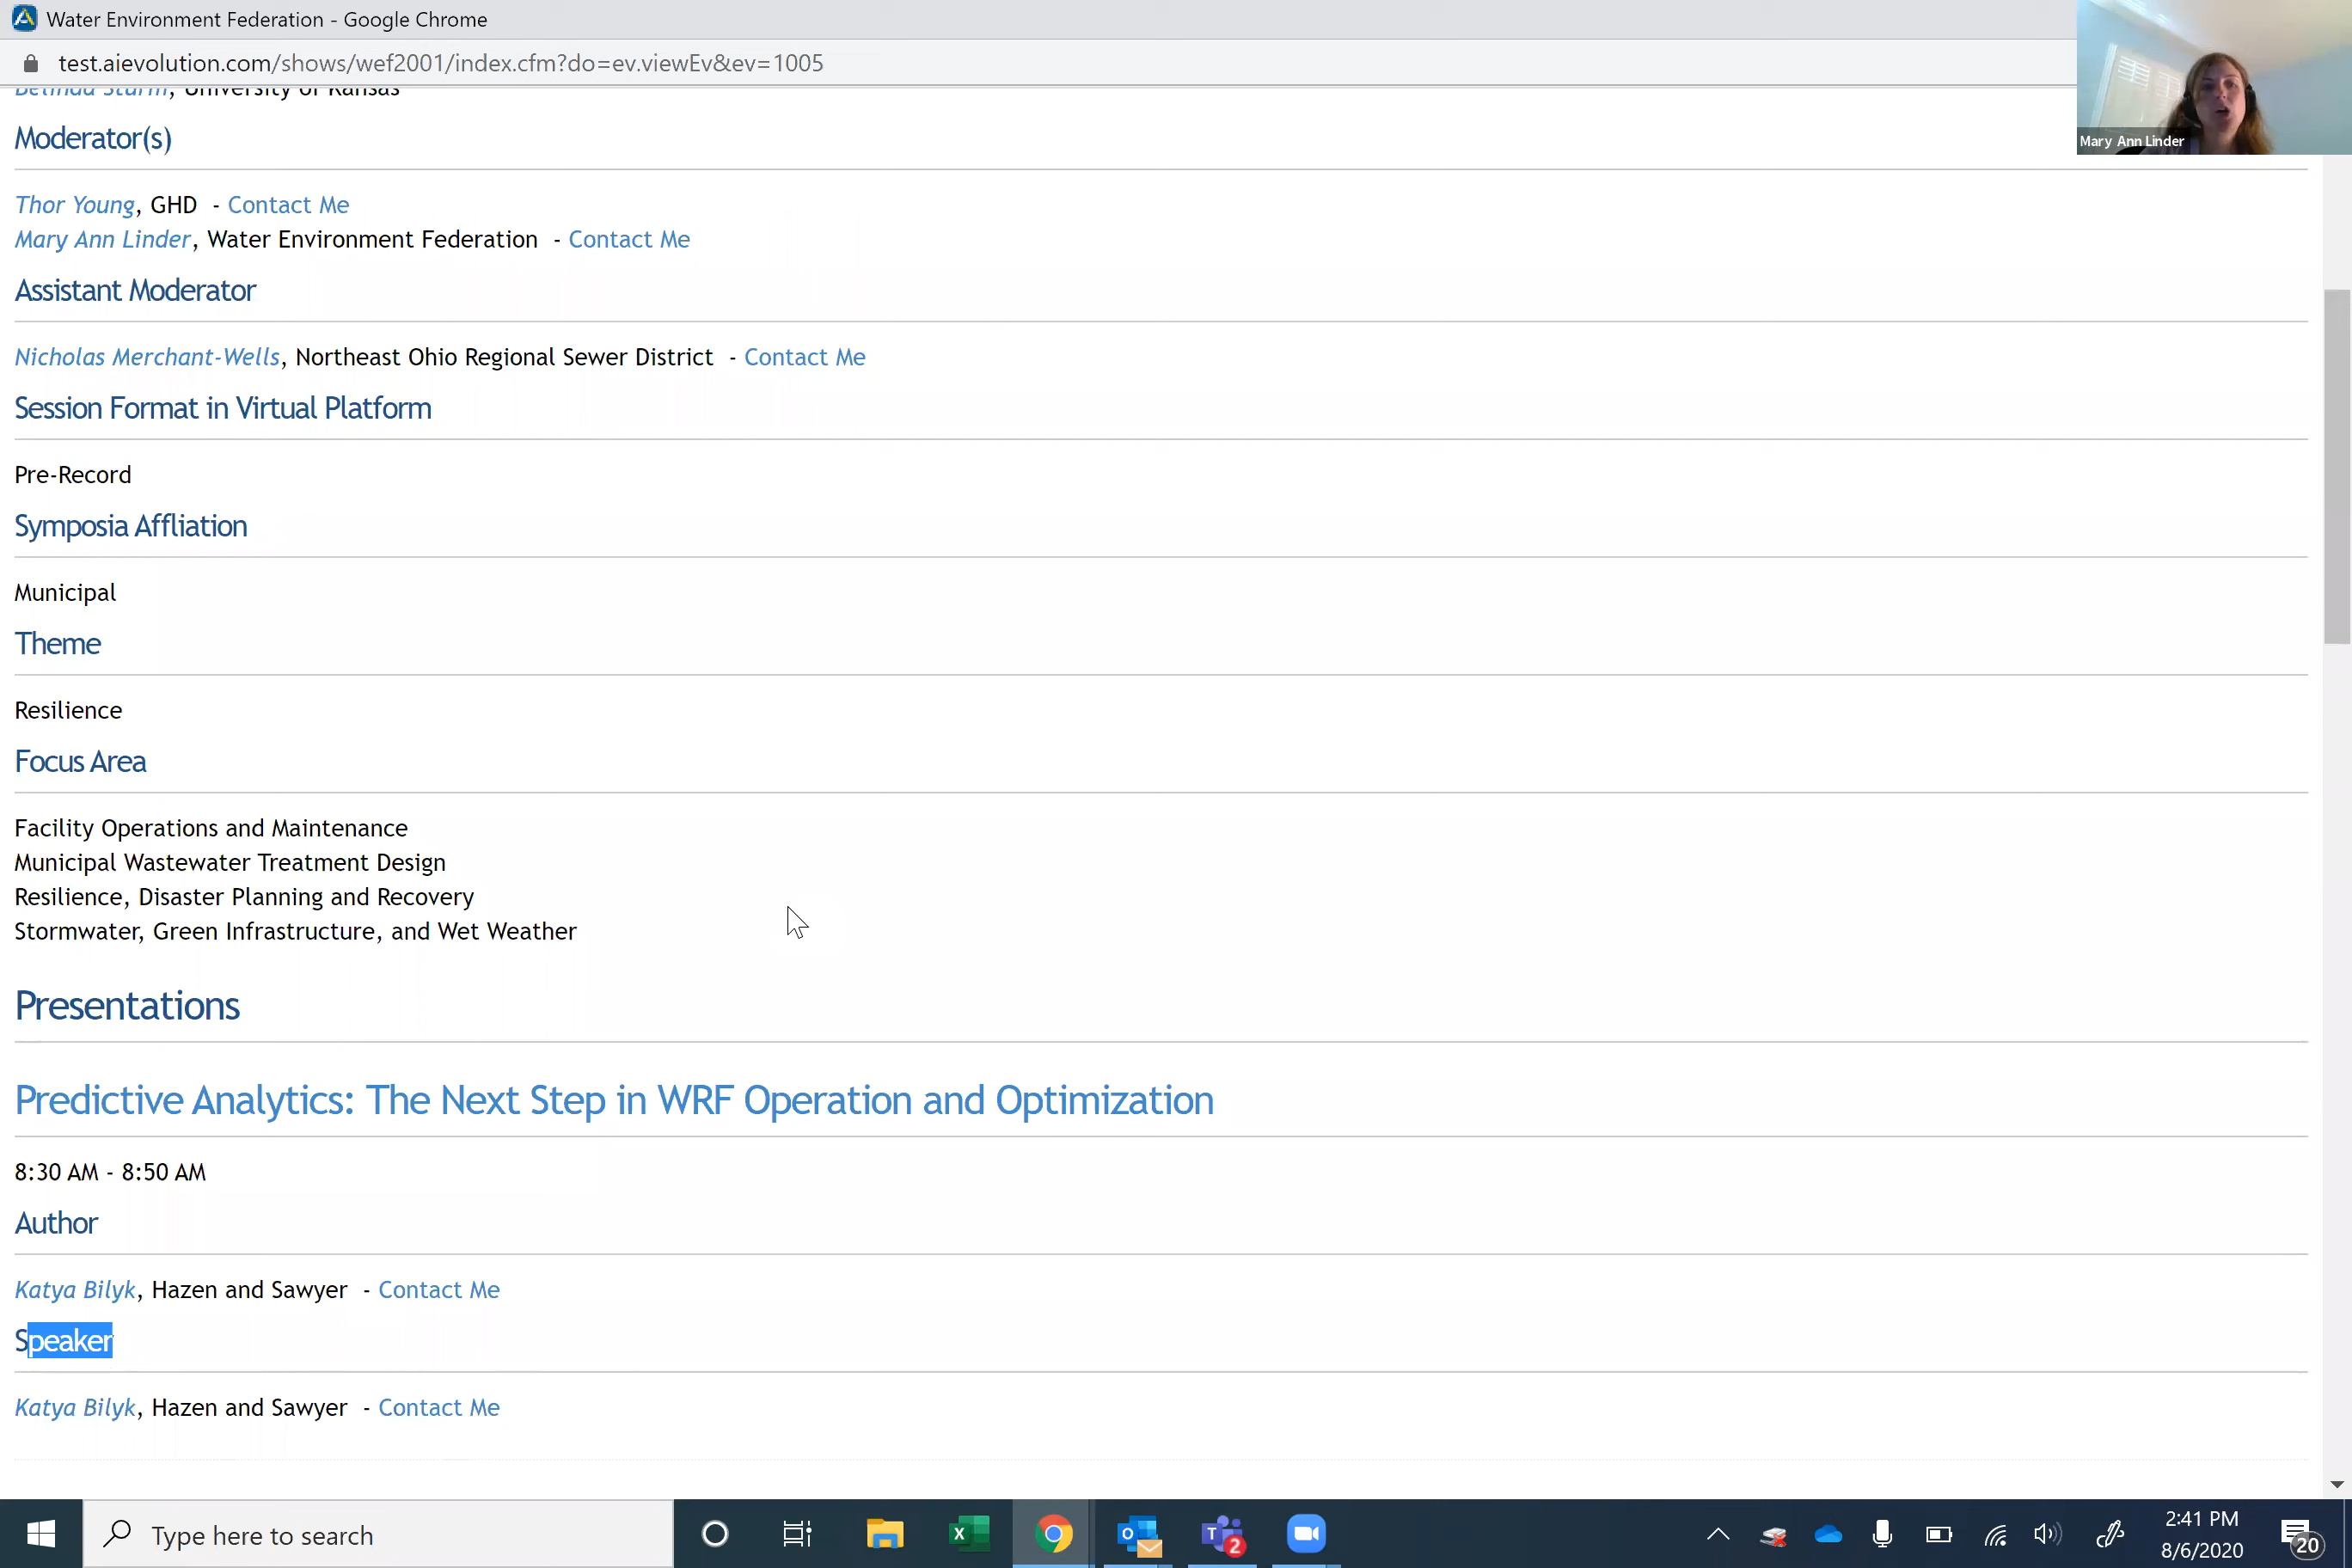 Water Environment Federation - Google Chrome
test.aievolution.com/shows/wef2001/index.cfm?do=ev.viewEv&ev=1005
Mary Ann Linder
Belinda Sturm, University of Kansas
Moderator(s)
Thor Young, GHD - Contact Me
Mary Ann Linder, Water Environment Federation - Contact Me
Assistant Moderator
Nicholas Merchant-Wells, Northeast Ohio Regional Sewer District - Contact Me
Session Format in Virtual Platform
Pre-Record
Symposia Affliation
Municipal
Theme
Resilience
Focus Area
Facility Operations and Maintenance
Municipal Wastewater Treatment Design
Resilience, Disaster Planning and Recovery
Stormwater, Green Infrastructure, and Wet Weather
Presentations
Predictive Analytics: The Next Step in WRF Operation and Optimization
8:30 AM - 8:50 AM
Author
Katya Bilyk, Hazen and Sawyer - Contact Me
Speaker
Katya Bilyk, Hazen and Sawyer - Contact Me
Type here to search
2
2:41 PM
8/6/2020
20